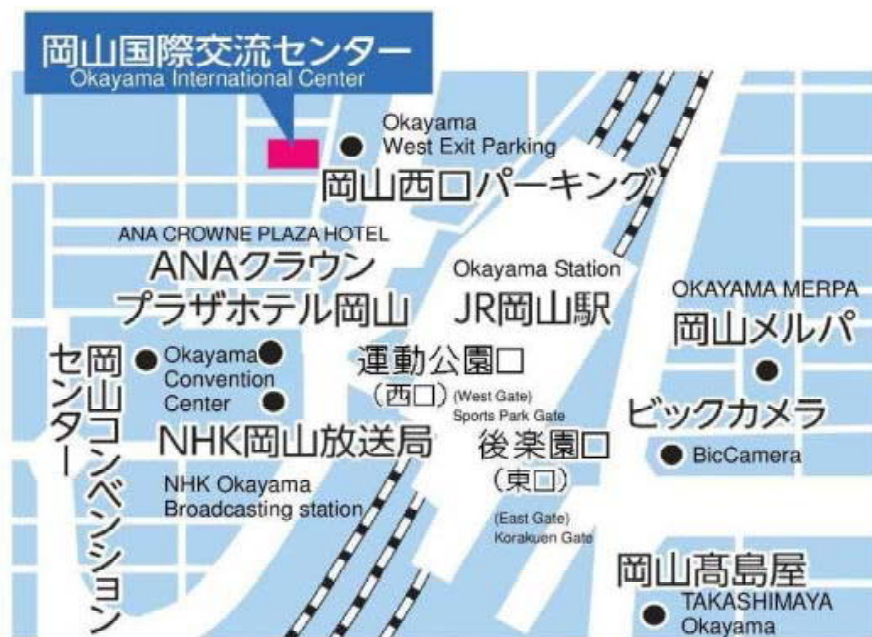 岡山国際交流センター
Okayama International Center
Okayama
West Exit Parking
岡山西口パーキング
ANA CROWNE PLAZA HOTEL
ANAクラウン
プラザホテル岡山
Okayama Station
JR岡山駅
OKAYAMA MERPA
岡山メルパ
岡山コンベンション
センター
Okayama
Convention
Center
運動公園口
(西口)
(West Gate)
Sports Park Gate
ビックカメラ
BicCamera
NHK岡山放送局
NHK Okayama
Broadcasting station
後楽園口
(東口)
(East Gate)
Korakuen Gate
岡山髙島屋
TAKASHIMAYA
Okayama